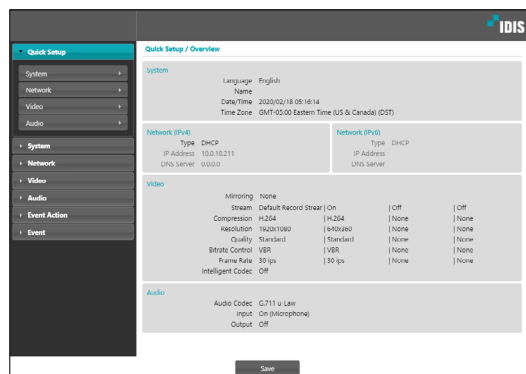 IDIS
Quick Setup
System
Network
Video
Audio
System
Network
Video
Audio
Event Action
Event
Quick Setup / Overview
System
Language English
Name
Date/Time 2020/02/18 05:16:14
Time Zone GMT-05:00 Eastern Time (US & Canada) (DST)
Network (IPv4)
Type DHCP
IP Address 10.0.18.211
DNS Server 0.0.0.0
Network (IPv6)
Type DHCP
IP Address
DNS Server
Video
Mirroring None
Stream Default Record Strear | On | Off | Off
Compression H.264 | H.264 | None | None
Resolution 1920x1080 | 640x360 | None | None
Quality Standard | Standard | None | None
Bitrate Control VBR | VBR | None | None
Frame Rate 30 ips | 30 ips | None | None
Intelligent Codec Off
Audio
Audio Codec G.711 u-Law
Input On (Microphone)
Output Off
Save